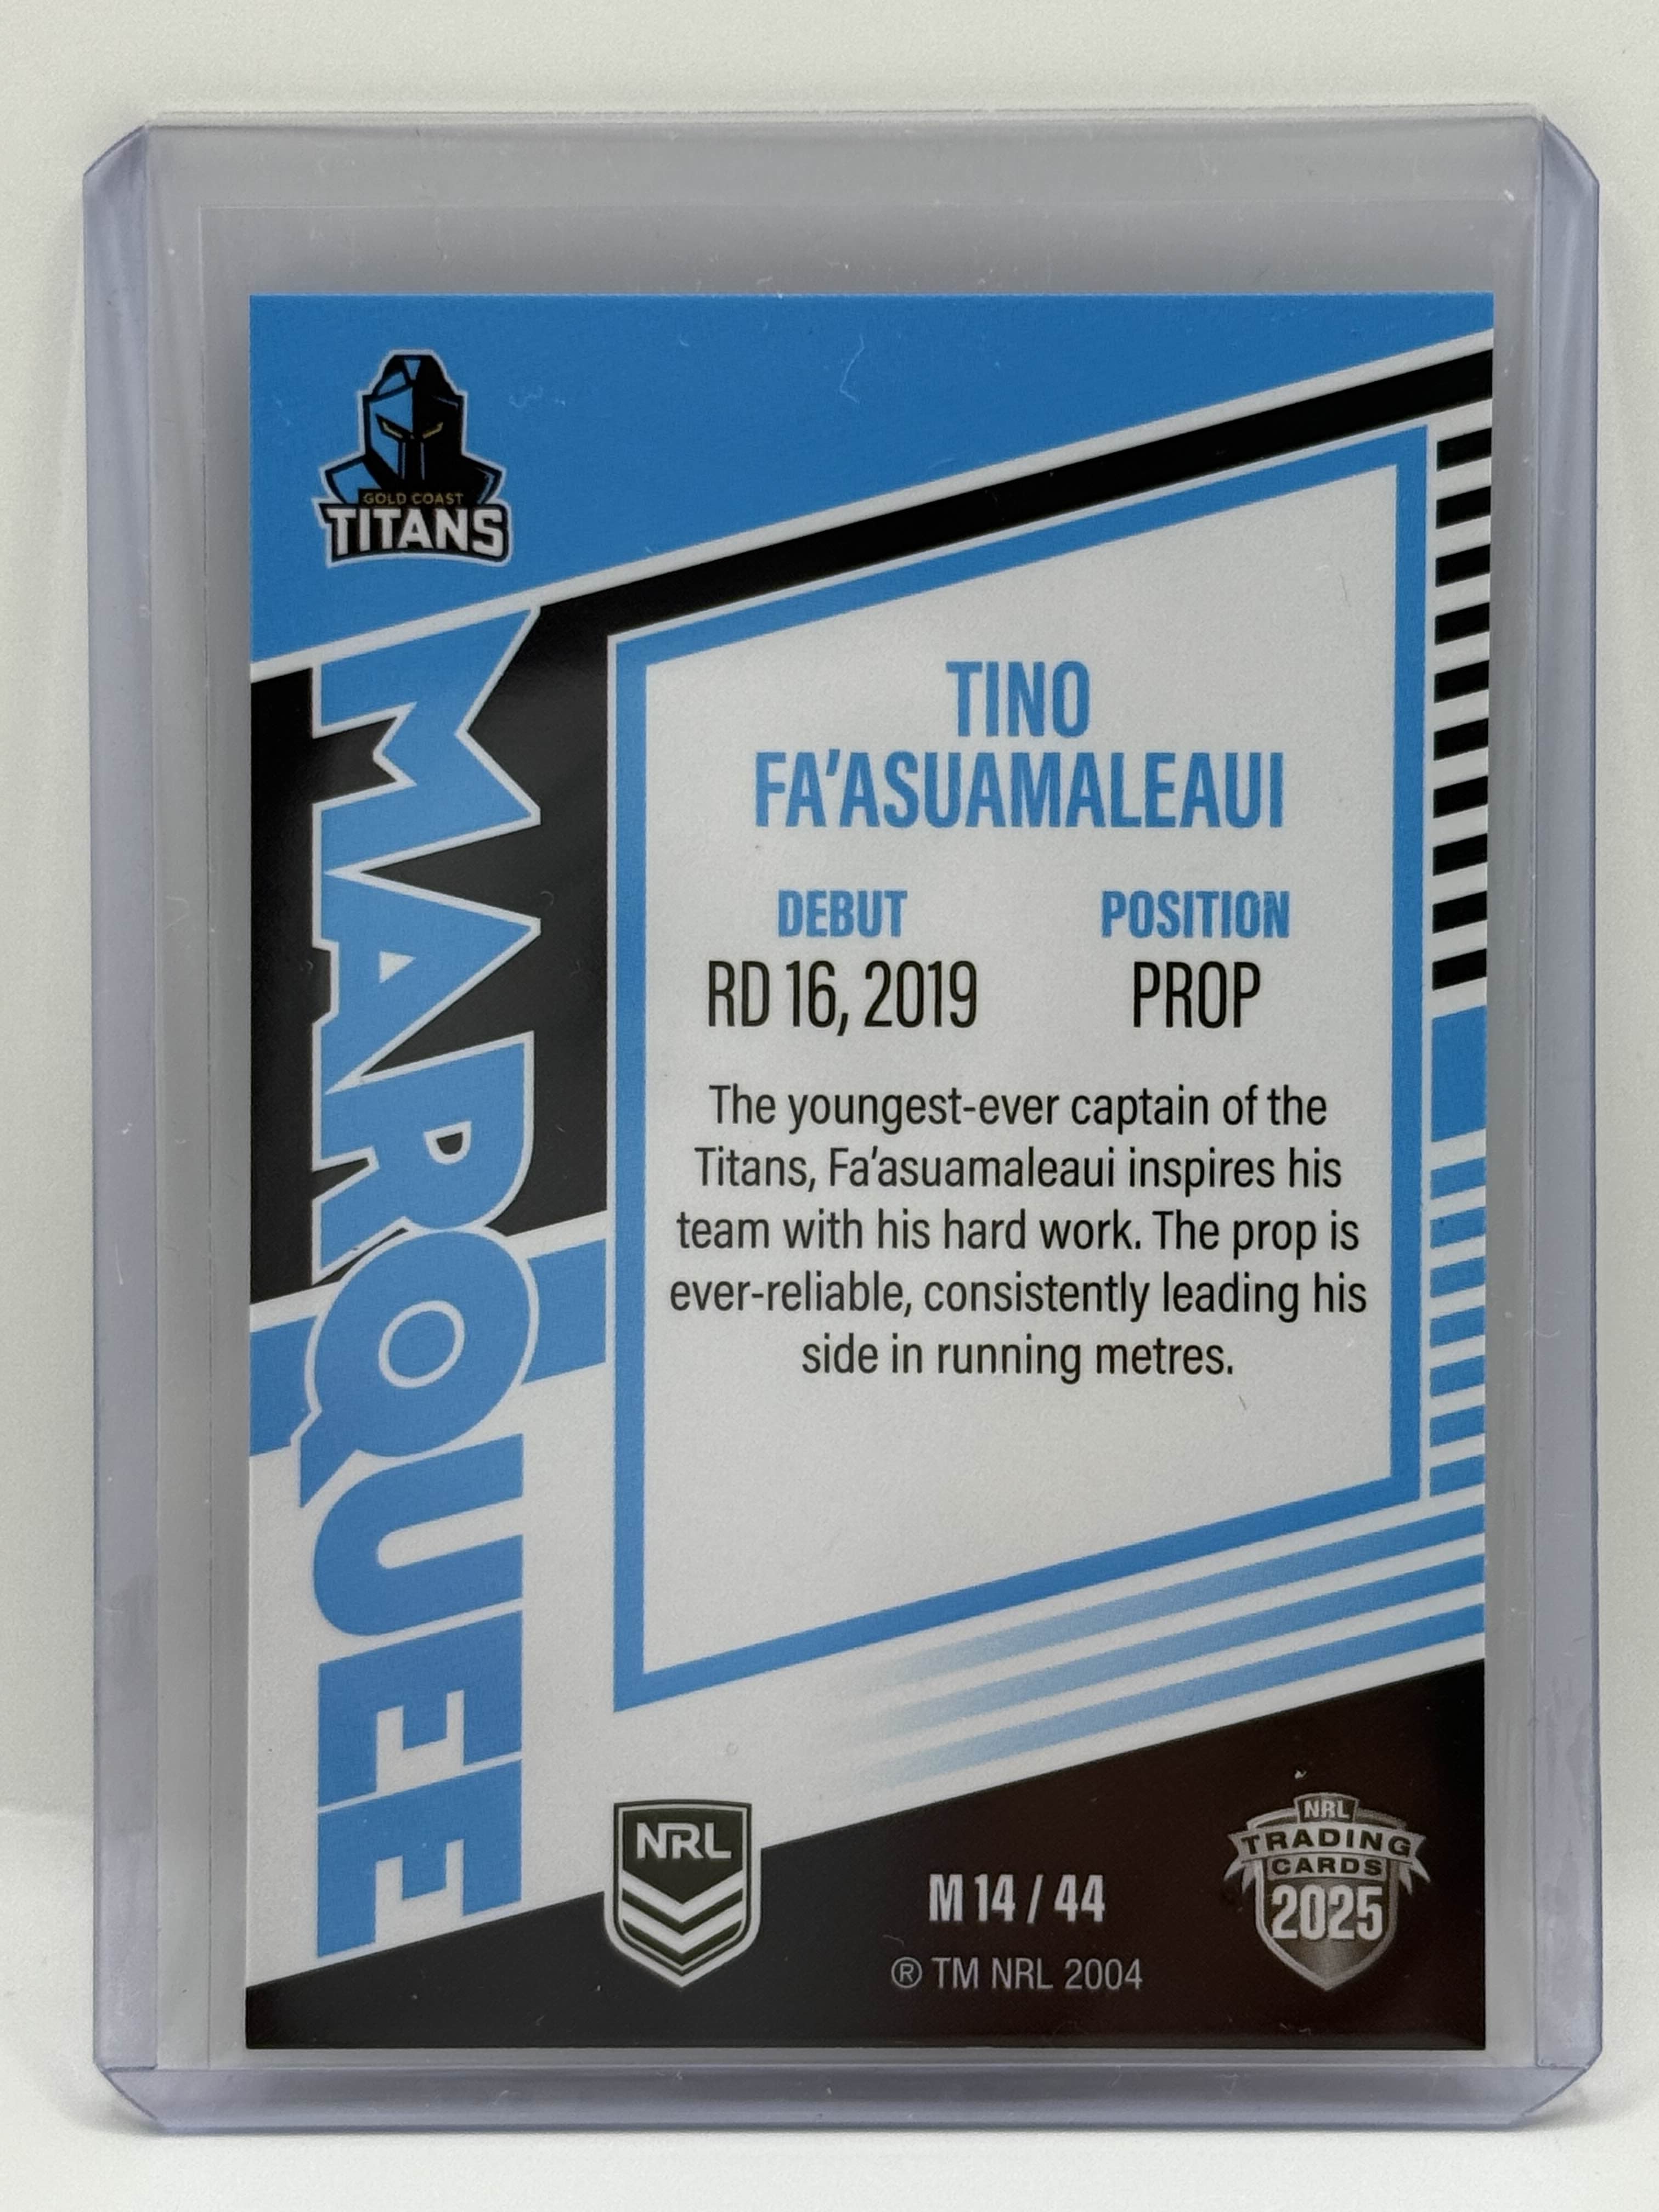 GOLD COAST
TITANS
MARQUEE
TINO
FA'ASUAMALEAUI
DEBUT
RD 16, 2019
POSITION
PROP
The youngest-ever captain of the
Titans, Fa'asuamaleaui inspires his
team with his hard work. The prop is
ever-reliable, consistently leading his
side in running metres.
NRL
M 14 / 44
® TM NRL 2004
NRL
TRADING
CARDS
2025